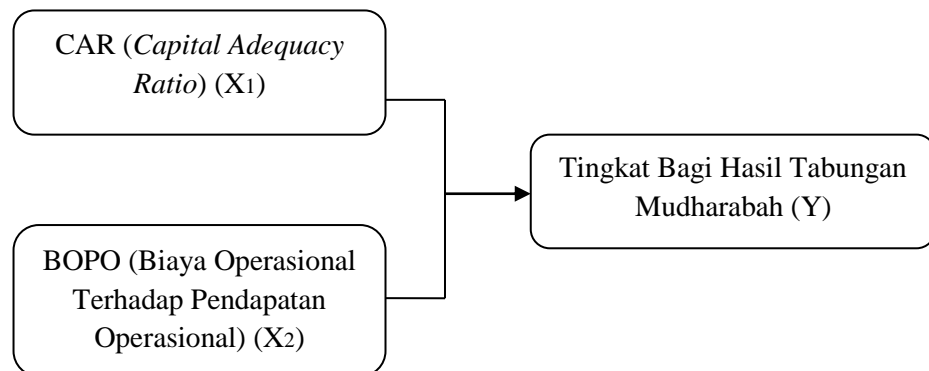 CAR (Capital Adequacy
Ratio) (X1)
Tingkat Bagi Hasil Tabungan
Mudharabah (Y)
BOPO (Biaya Operasional
Terhadap Pendapatan
Operasional) (X2)